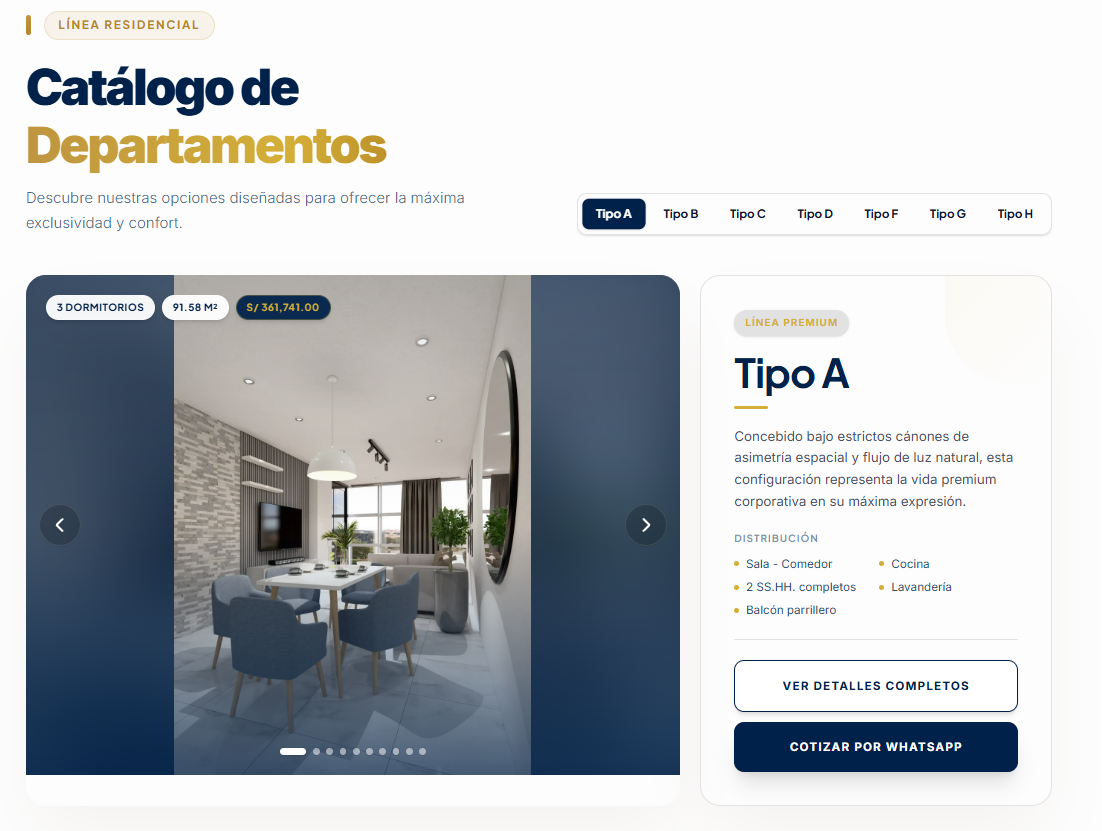 LÍNEA RESIDENCIAL
Catálogo de
Departamentos
Descubre nuestras opciones diseñadas para ofrecer la máxima
exclusividad y confort.
Tipo A Tipo B Tipo C Tipo D Tipo F Tipo G Tipo H
3 DORMITORIOS 91.58 M² S/ 361,741.00
LÍNEA PREMIUM
Tipo A
Concebido bajo estrictos cánones de
asimetría espacial y flujo de luz natural, esta
configuración representa la vida premium
corporativa en su máxima expresión.
DISTRIBUCIÓN
Sala - Comedor Cocina
2 SS.HH. completos Lavandería
Balcón parrillero
VER DETALLES COMPLETOS
COTIZAR POR WHATSAPP